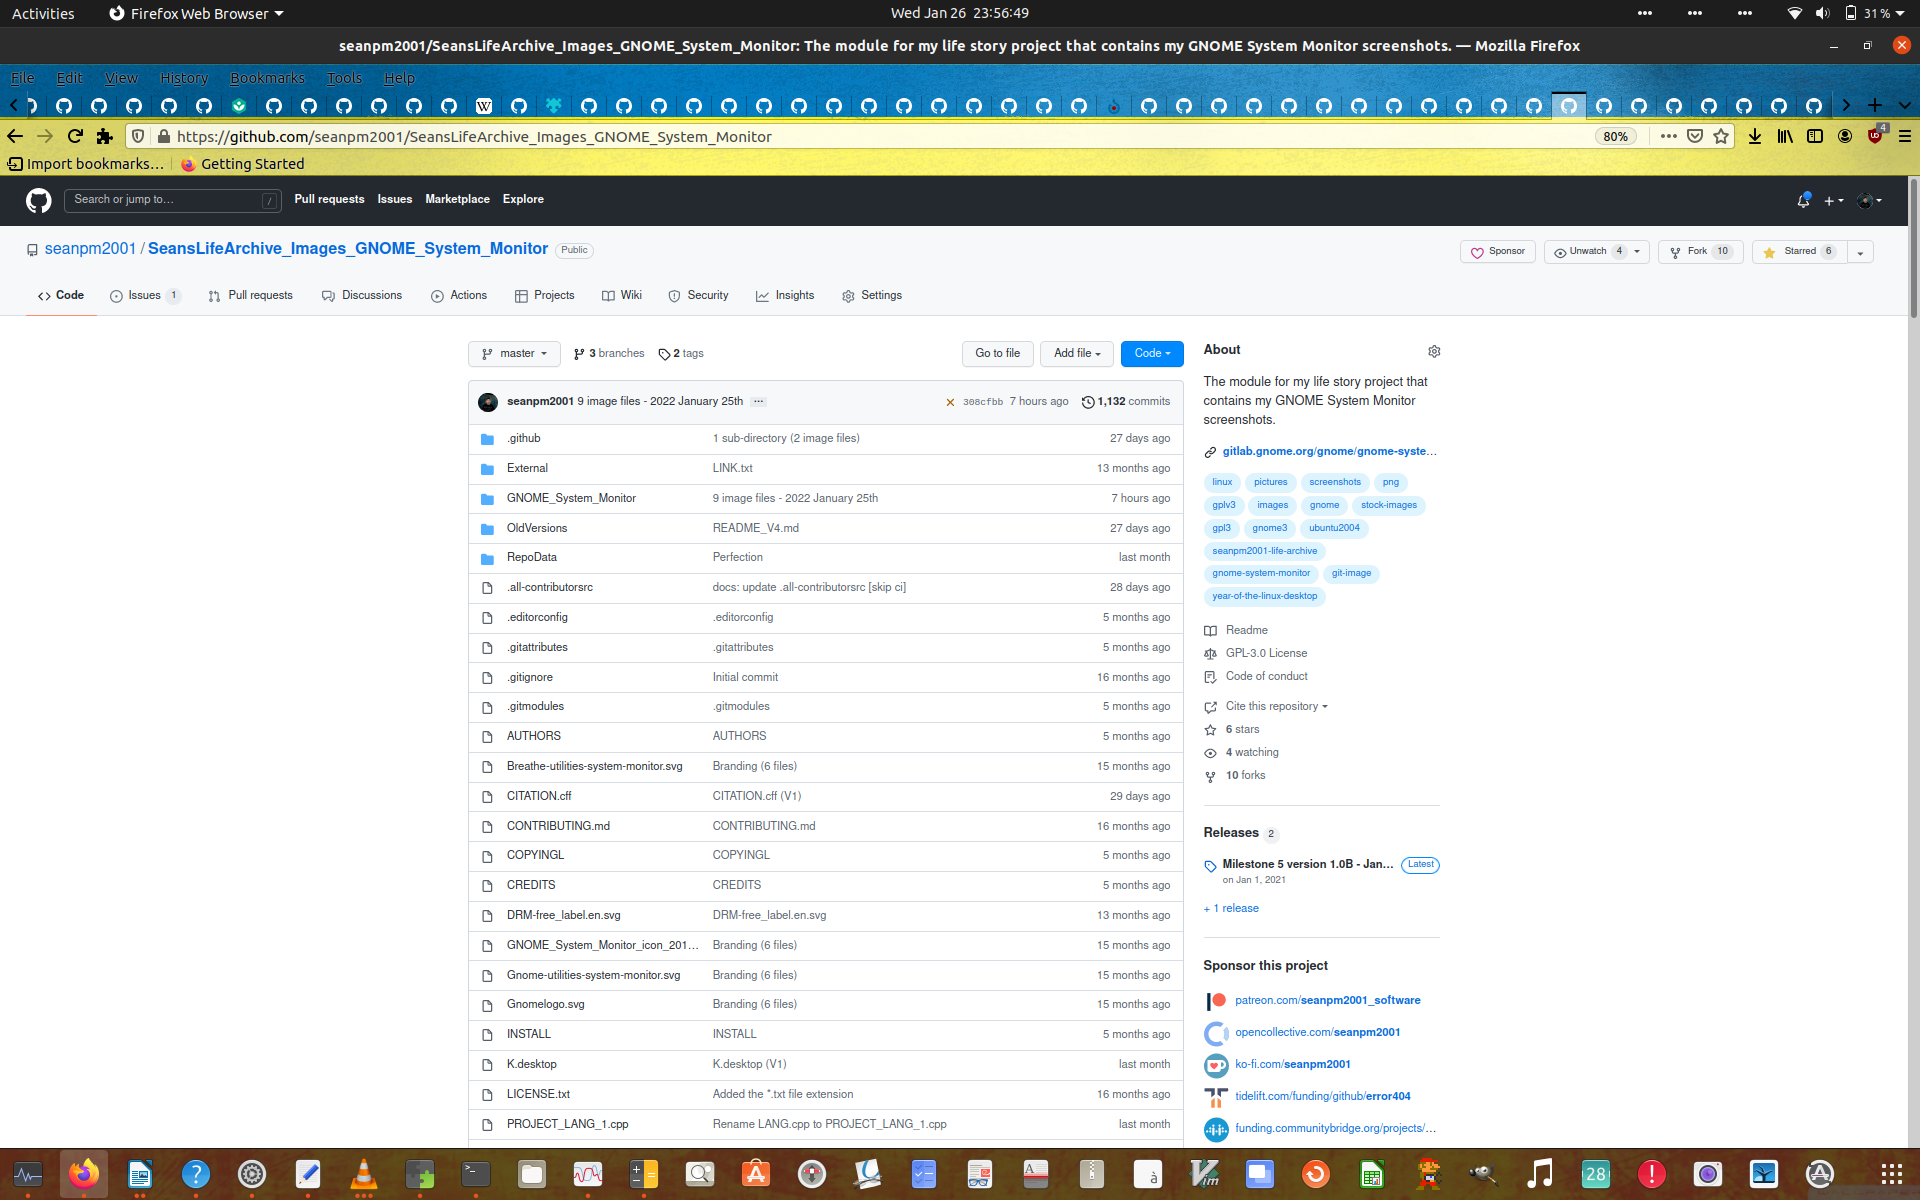 Activities Firefox Web Browser Wed Jan 26 23:56:49 31 %
seanpm2001/SeansLifeArchive_Images_GNOME_System_Monitor: The module for my life story project that contains my GNOME System Monitor screenshots. — Mozilla Firefox
File Edit View History Bookmarks Tools Help
https://github.com/seanpm2001/SeansLifeArchive_Images_GNOME_System_Monitor 80% 4
Import bookmarks… Getting Started
Search or jump to… / Pull requests Issues Marketplace Explore
seanpm2001 / SeansLifeArchive_Images_GNOME_System_Monitor Public Sponsor Unwatch 4 Fork 10 Starred 6
Code Issues 1 Pull requests Discussions Actions Projects Wiki Security Insights Settings
master 3 branches 2 tags Go to file Add file Code
seanpm2001 9 image files - 2022 January 25th ... 308cfbb 7 hours ago 1,132 commits
.github 1 sub-directory (2 image files) 27 days ago
External LINK.txt 13 months ago
GNOME_System_Monitor 9 image files - 2022 January 25th 7 hours ago
OldVersions README_V4.md 27 days ago
RepoData Perfection last month
.all-contributorsrc docs: update .all-contributorsrc [skip ci] 28 days ago
.editorconfig .editorconfig 5 months ago
.gitattributes .gitattributes 5 months ago
.gitignore Initial commit 16 months ago
.gitmodules .gitmodules 5 months ago
AUTHORS AUTHORS 5 months ago
Breathe-utilities-system-monitor.svg Branding (6 files) 15 months ago
CITATION.cff CITATION.cff (V1) 29 days ago
CONTRIBUTING.md CONTRIBUTING.md 16 months ago
COPYINGL COPYINGL 5 months ago
CREDITS CREDITS 5 months ago
DRM-free_label.en.svg DRM-free_label.en.svg 13 months ago
GNOME_System_Monitor_icon_201… Branding (6 files) 15 months ago
Gnome-utilities-system-monitor.svg Branding (6 files) 15 months ago
Gnomelogo.svg Branding (6 files) 15 months ago
INSTALL INSTALL 5 months ago
K.desktop K.desktop (V1) last month
LICENSE.txt Added the *.txt file extension 16 months ago
PROJECT_LANG_1.cpp Rename LANG.cpp to PROJECT_LANG_1.cpp last month
About
The module for my life story project that
contains my GNOME System Monitor
screenshots.
gitlab.gnome.org/gnome/gnome-syste…
linux pictures screenshots png
gplv3 images gnome stock-images
gpl3 gnome3 ubuntu2004
seanpm2001-life-archive
gnome-system-monitor git-image
year-of-the-linux-desktop
Readme
GPL-3.0 License
Code of conduct
Cite this repository
6 stars
4 watching
10 forks
Releases 2
Milestone 5 version 1.0B - Jan… Latest
on Jan 1, 2021
+ 1 release
Sponsor this project
patreon.com/seanpm2001_software
opencollective.com/seanpm2001
ko-fi.com/seanpm2001
tidelift.com/funding/github/error404
funding.communitybridge.org/projects/…
28